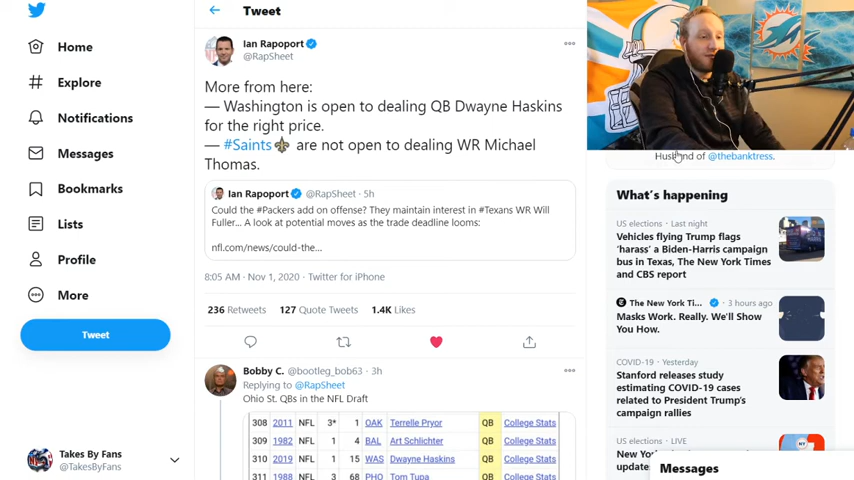 Tweet
Home
Explore
Notifications
Messages
Bookmarks
Lists
Profile
More
Tweet
Takes By Fans
@TakesByFans
Ian Rapoport
@RapSheet
More from here:
— Washington is open to dealing QB Dwayne Haskins
for the right price.
— #Saints are not open to dealing WR Michael
Thomas.
Ian Rapoport @RapSheet · 5h
Could the #Packers add on offense? They maintain interest in #Texans WR Will
Fuller... A look at potential moves as the trade deadline looms:
nfl.com/news/could-the...
8:05 AM · Nov 1, 2020 · Twitter for iPhone
236 Retweets 127 Quote Tweets 1.4K Likes
Bobby C. @bootleg_bob63 · 3h
Replying to @RapSheet
Ohio St. QBs in the NFL Draft
308 2011 NFL 3* 1 OAK Terrelle Pryor QB College Stats
309 1982 NFL 1 4 BAL Art Schlichter QB College Stats
310 2019 NFL 1 15 WAS Dwayne Haskins QB College Stats
311 1988 NFL 3 68 PHO Tom Tupa QB College Stats
Husband of @thebanktress.
What's happening
US elections · Last night
Vehicles flying Trump flags
'harass' a Biden-Harris campaign
bus in Texas, The New York Times
and CBS report
The New York Ti... · 3 hours ago
Masks Work. Really. We'll Show
You How.
COVID-19 · Yesterday
Stanford releases study
estimating COVID-19 cases
related to President Trump's
campaign rallies
US elections · LIVE
New Yo
updates
Messages